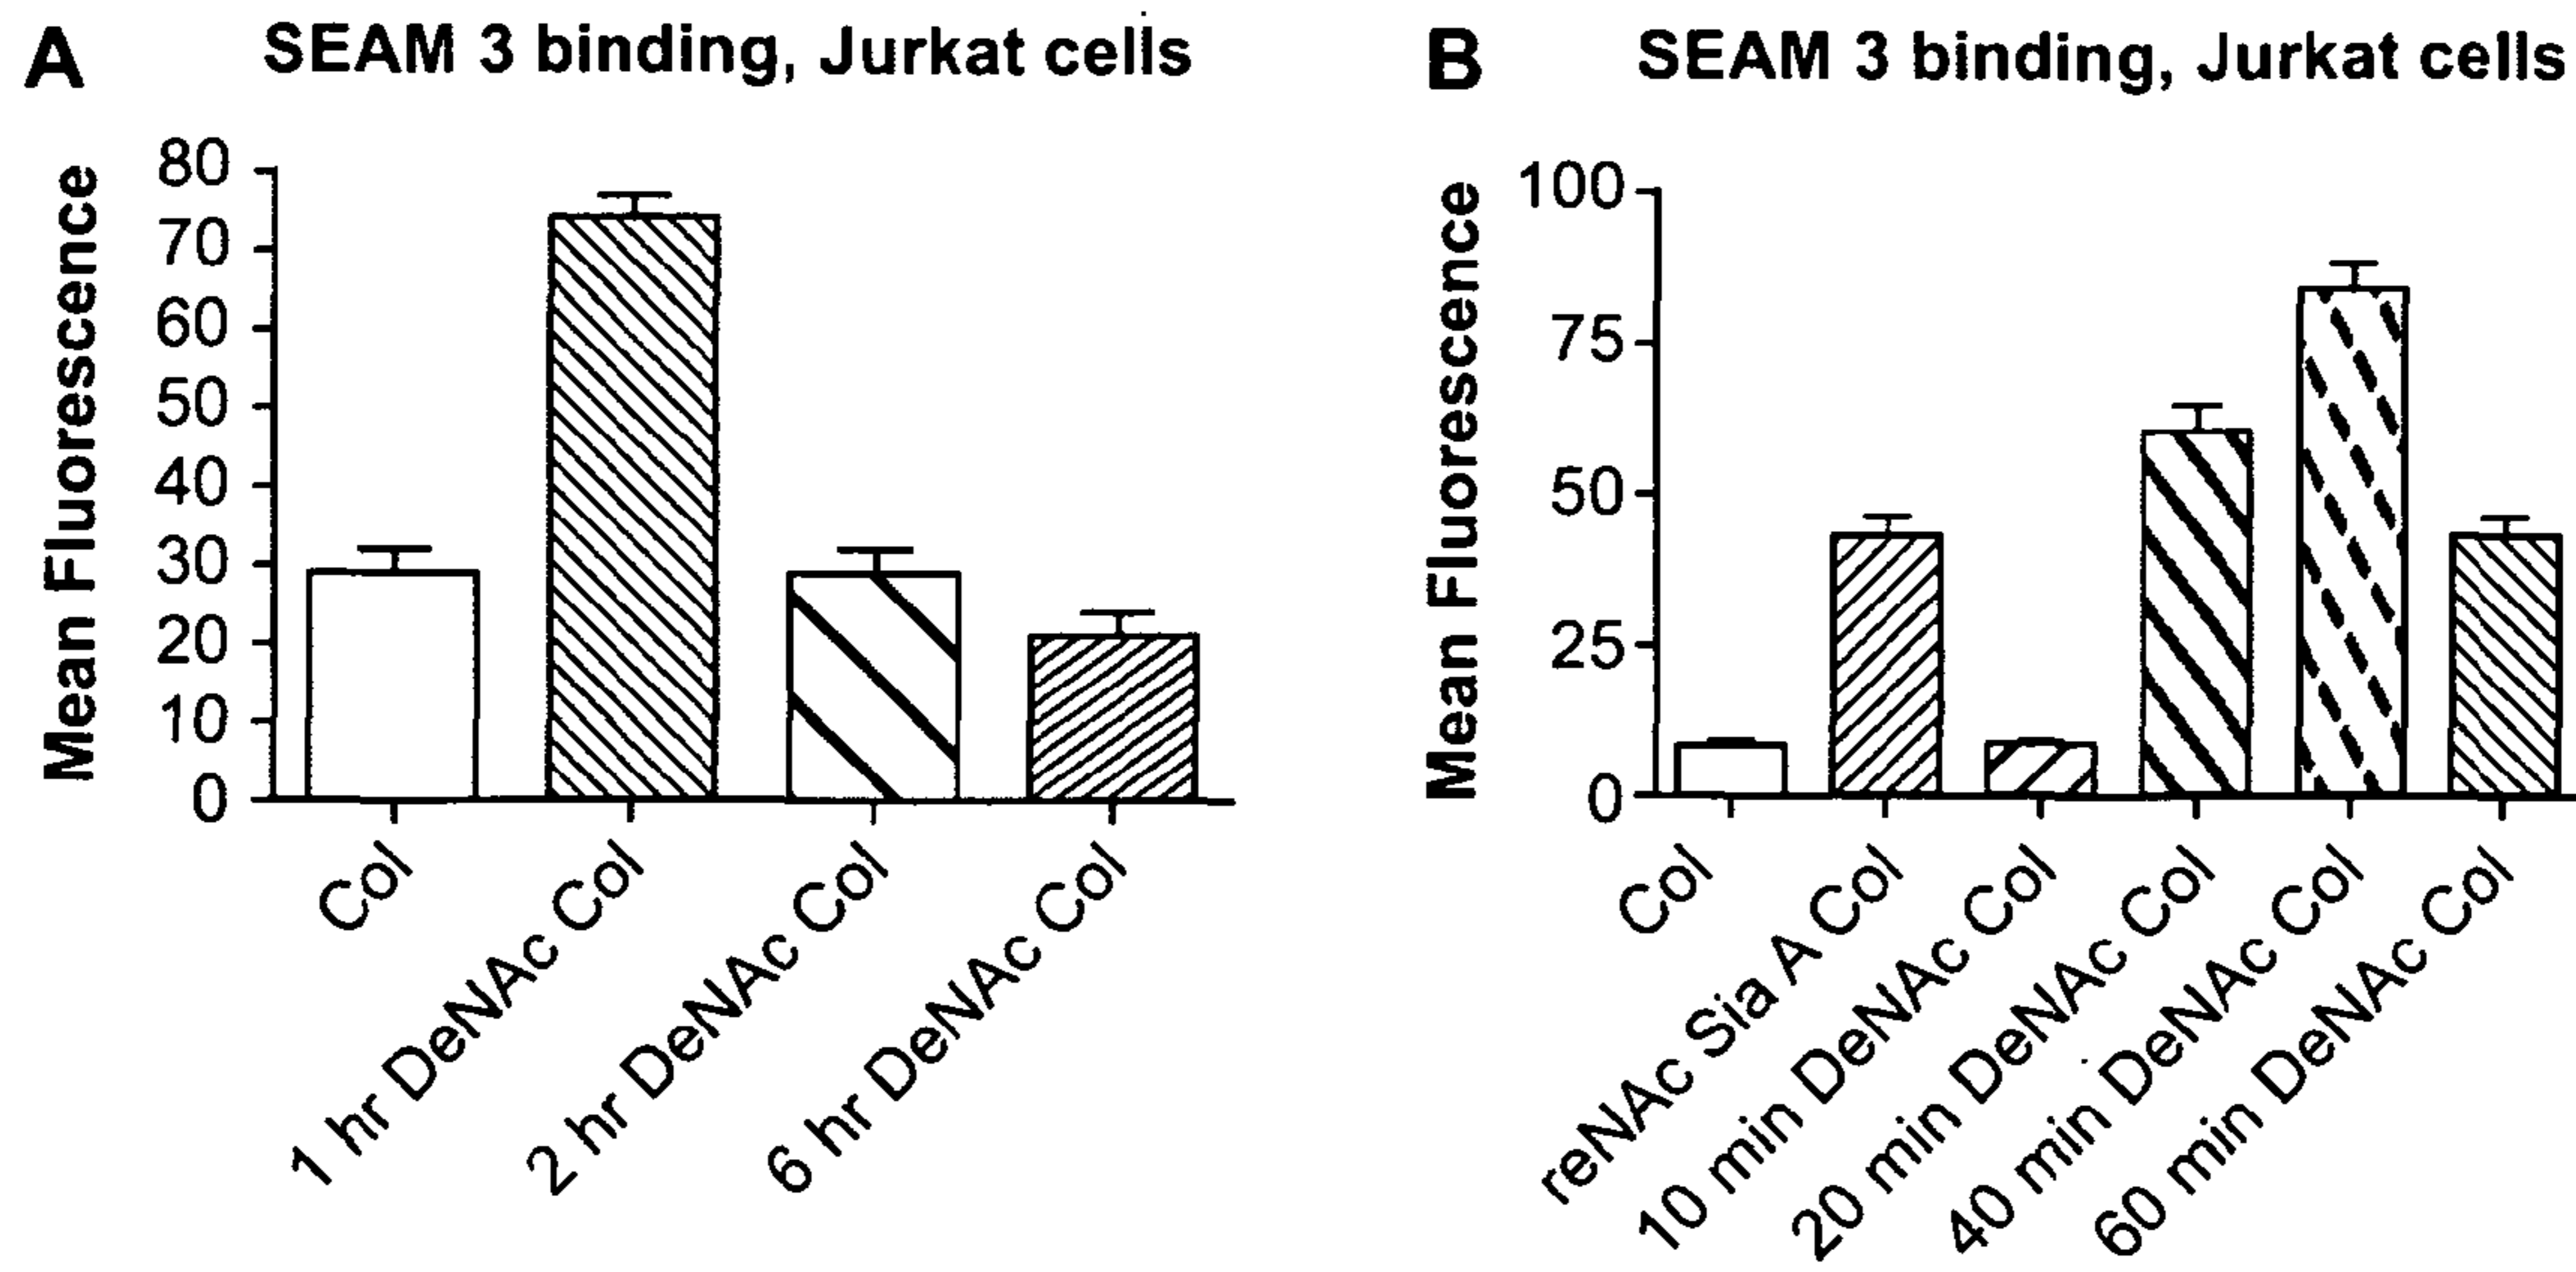 A
SEAM 3 binding, Jurkat cells
Mean Fluorescence
80
70
60
50
40
30
20
10
0
Col
1 hr DeNAc Col
2 hr DeNAc Col
6 hr DeNAc Col
B
SEAM 3 binding, Jurkat cells
Mean Fluorescence
100
75
50
25
0
Col
reNAc Sia A Col
10 min DeNAc Col
20 min DeNAc Col
40 min DeNAc Col
60 min DeNAc Col